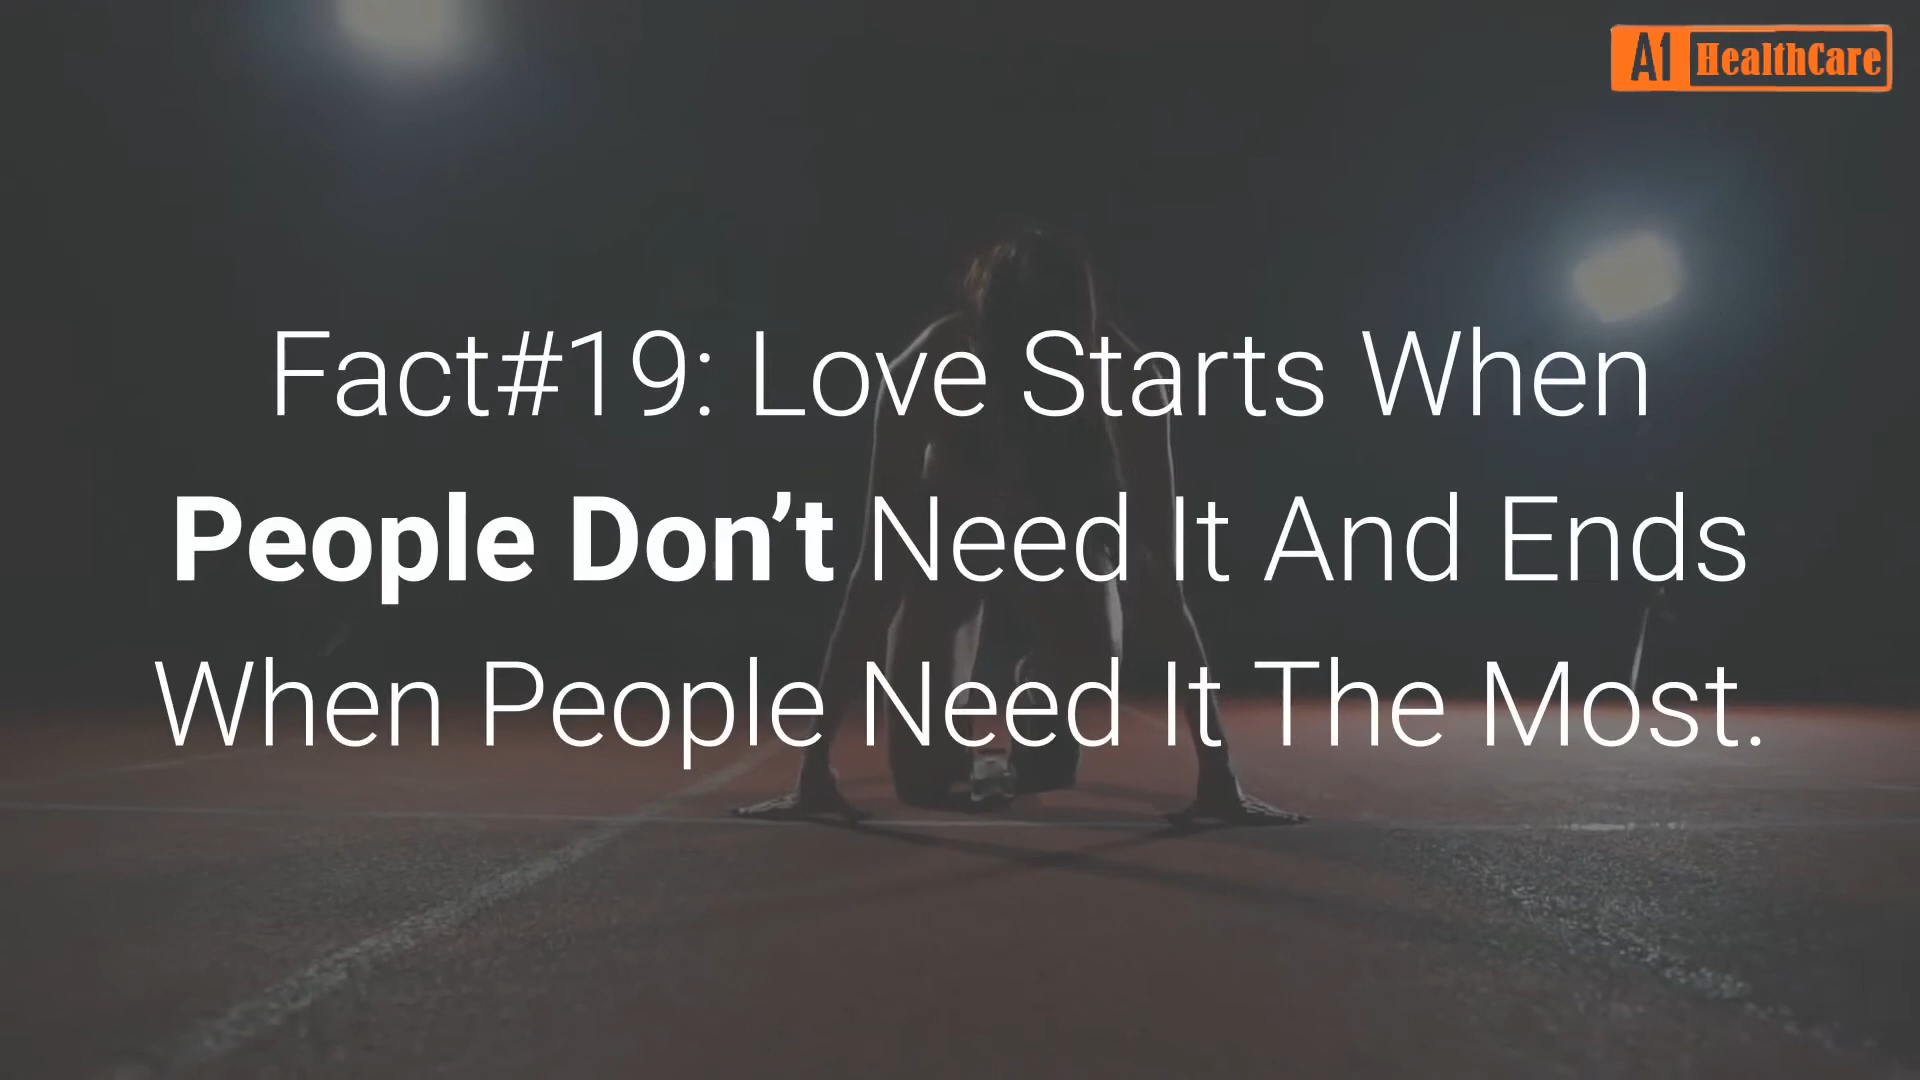 A1 HealthCare
Fact#19: Love Starts When
People Don’t Need It And Ends
When People Need It The Most.